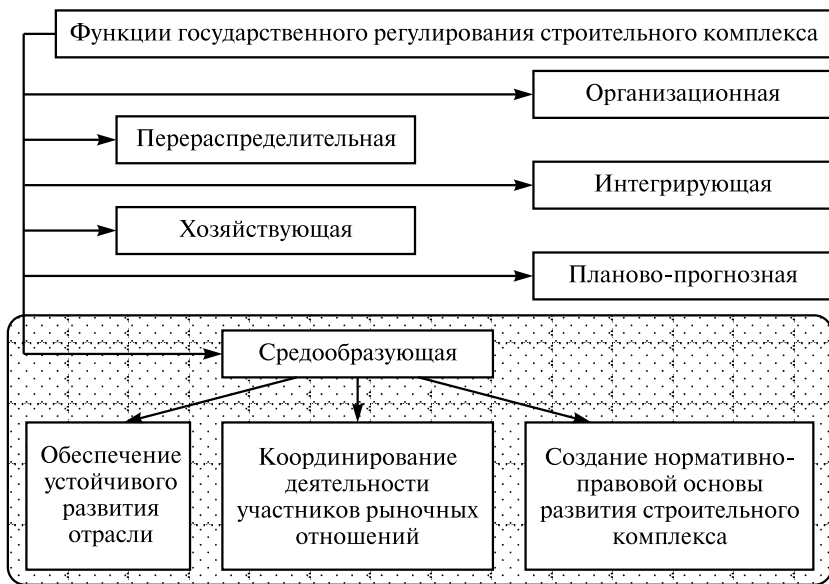 Функции государственного регулирования строительного комплекса
Организационная
Перераспределительная
Интегрирующая
Хозяйствующая
Планово-прогнозная
Средообразующая
Обеспечение
устойчивого
развития
отрасли
Координирование
деятельности
участников рыночных
отношений
Создание нормативно-
правовой основы
развития строительного
комплекса